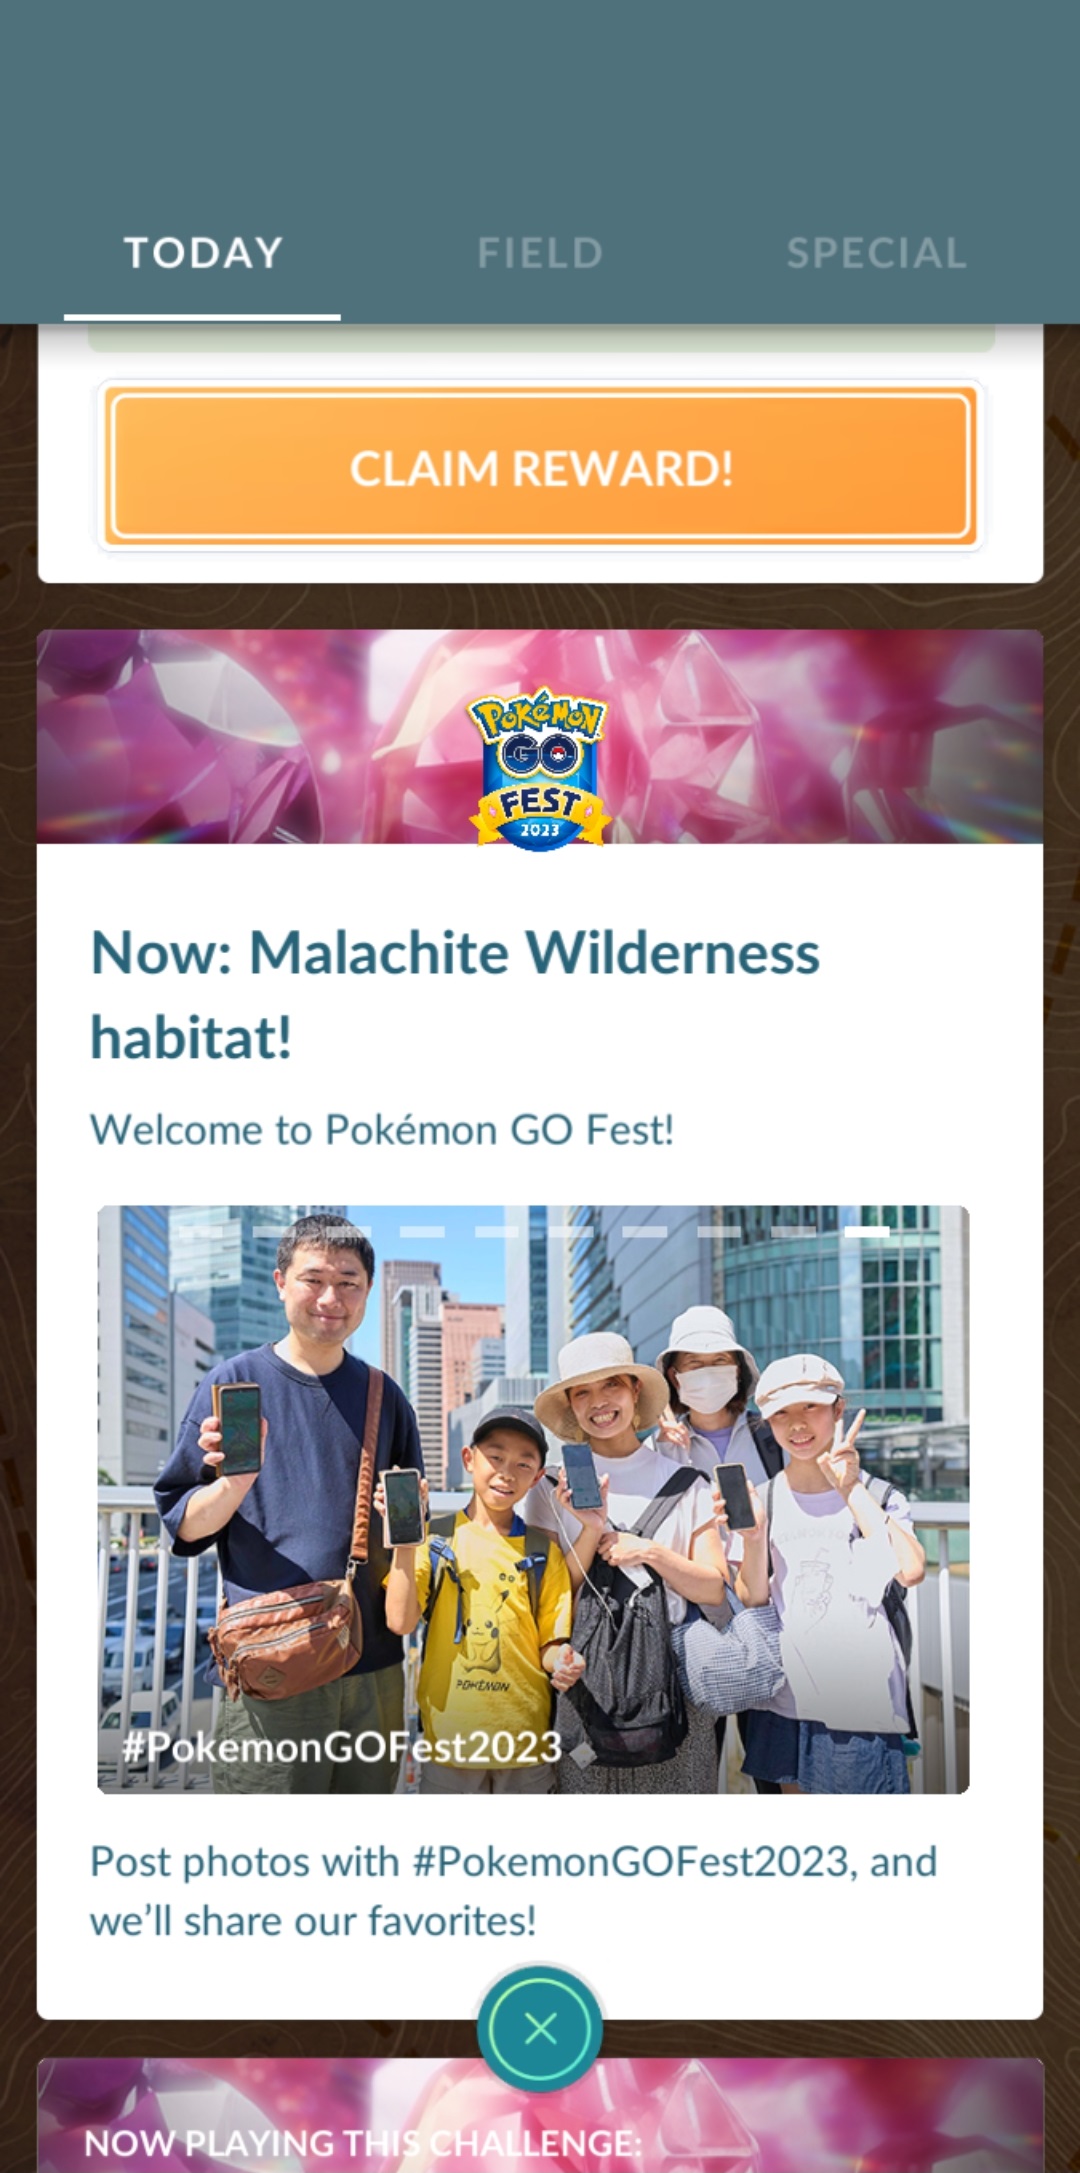 TODAY
FIELD
SPECIAL
CLAIM REWARD!
Pokémon
GO
FEST
2023
Now: Malachite Wilderness
habitat!
Welcome to Pokémon GO Fest!
POKÉMON
#PokemonGOFest2023
Post photos with #PokemonGOFest2023, and
we’ll share our favorites!
NOW PLAYING THIS CHALLENGE: